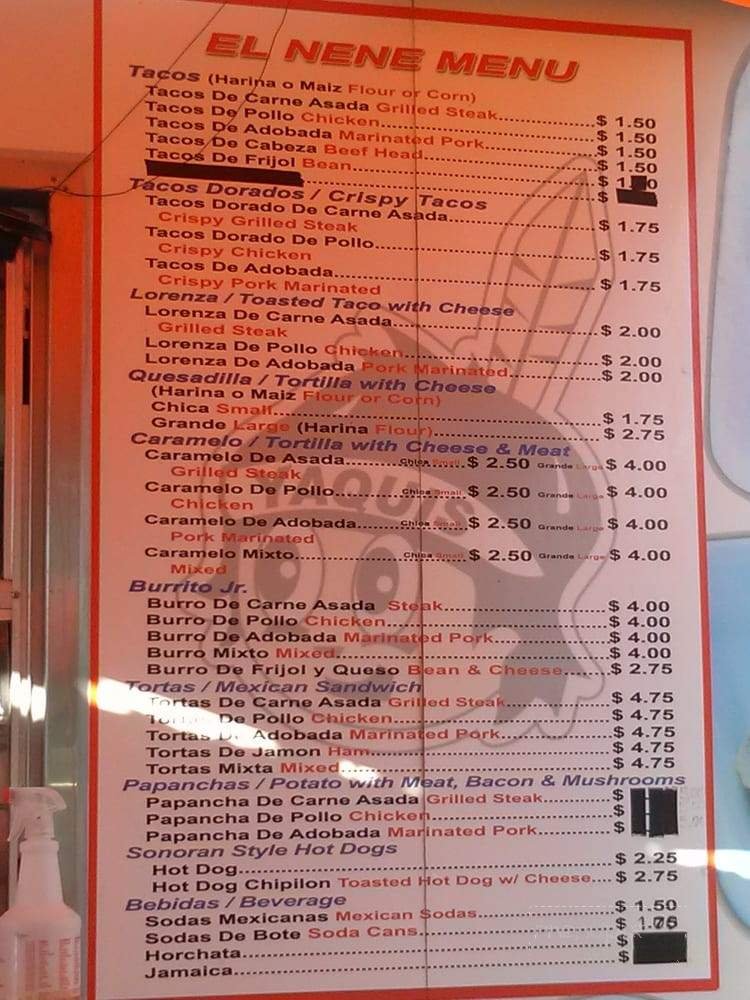 EL NENE MENU
Tacos (Harina o Maiz Flour or Corn)
Tacos De Carne Asada Grilled Steak $ 1.50
Tacos De Pollo Chicken $ 1.50
Tacos De Adobada Marinated Pork $ 1.50
Tacos De Cabeza Beef Head $ 1.50
Tacos De Frijol Bean $
$
Tacos Dorados / Crispy Tacos
Tacos Dorado De Carne Asada $ 1.75
Crispy Grilled Steak
Tacos Dorado De Pollo $ 1.75
Crispy Chicken
Tacos De Adobada $ 1.75
Crispy Pork Marinated
Lorenza / Toasted Taco with Cheese
Lorenza De Carne Asada $ 2.00
Grilled Steak
Lorenza De Pollo Chicken $ 2.00
Lorenza De Adobada Pork Marinated $ 2.00
Quesadilla / Tortilla with Cheese
(Harina o Maiz Flour or Corn)
Chica Small $ 1.75
Grande Large (Harina Flour) $ 2.75
Caramelo / Tortilla with Cheese & Meat
Caramelo De Asada Chica Small $ 2.50 Grande Large $ 4.00
Grilled Steak
Caramelo De Pollo Chica Small $ 2.50 Grande Large $ 4.00
Chicken
Caramelo De Adobada Chica Small $ 2.50 Grande Large $ 4.00
Pork Marinated
Caramelo Mixto Chica Small $ 2.50 Grande Large $ 4.00
Mixed
YAQUIS
Burrito Jr.
Burro De Carne Asada Steak $ 4.00
Burro De Pollo Chicken $ 4.00
Burro De Adobada Marinated Pork $ 4.00
Burro Mixto Mixed $ 4.00
Burro De Frijol y Queso Bean & Cheese $ 2.75
Tortas / Mexican Sandwich
Tortas De Carne Asada Grilled Steak $ 4.75
Tortas De Pollo Chicken $ 4.75
Tortas De Adobada Marinated Pork $ 4.75
Tortas De Jamon Ham $ 4.75
Tortas Mixta Mixed $ 4.75
Papanchas / Potato with Meat, Bacon & Mushrooms
Papancha De Carne Asada Grilled Steak $
Papancha De Pollo Chicken $
Papancha De Adobada Marinated Pork $
Sonoran Style Hot Dogs
Hot Dog $ 2.25
Hot Dog Chipilon Toasted Hot Dog w/ Cheese $ 2.75
Bebidas / Beverage
Sodas Mexicanas Mexican Sodas $ 1.50
Sodas De Bote Soda Cans $
Horchata $
Jamaica $